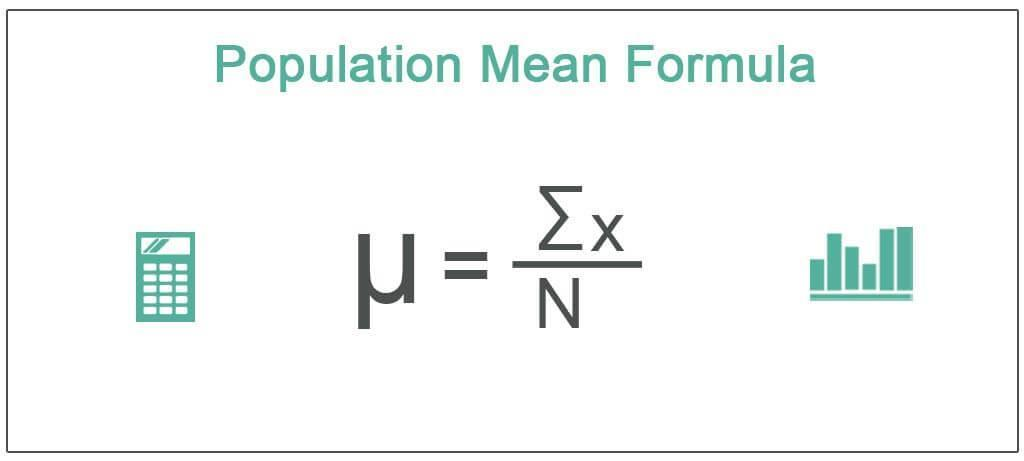 Population Mean Formula
μ = Σx / N